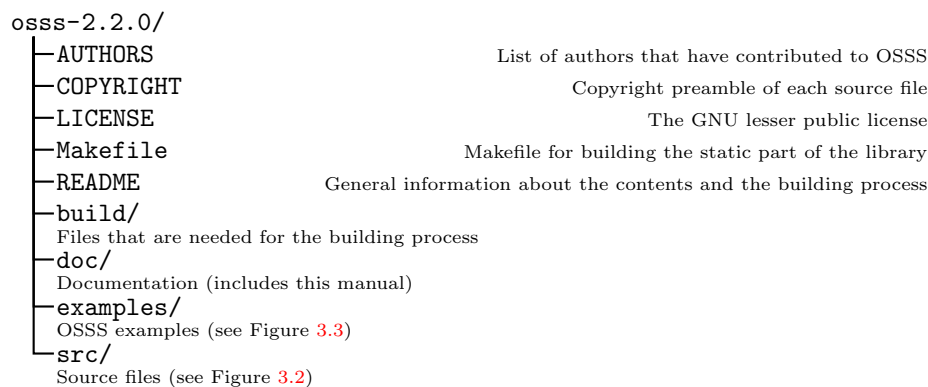 osss-2.2.0/
AUTHORS List of authors that have contributed to OSSS
COPYRIGHT Copyright preamble of each source file
LICENSE The GNU lesser public license
Makefile Makefile for building the static part of the library
README General information about the contents and the building process
build/
Files that are needed for the building process
doc/
Documentation (includes this manual)
examples/
OSSS examples (see Figure 3.3)
src/
Source files (see Figure 3.2)